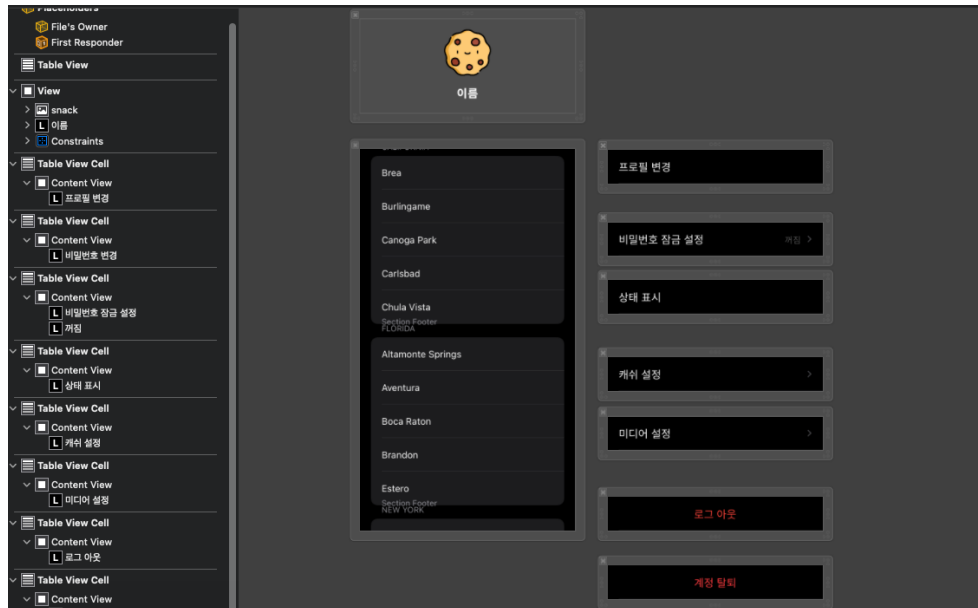 Placeholders
File's Owner
First Responder
Table View
View
snack
L 이름
Constraints
Table View Cell
Content View
L 프로필 변경
Table View Cell
Content View
L 비밀번호 변경
Table View Cell
Content View
L 비밀번호 잠금 설정
L 꺼짐
Table View Cell
Content View
L 상태 표시
Table View Cell
Content View
L 캐쉬 설정
Table View Cell
Content View
L 미디어 설정
Table View Cell
Content View
L 로그 아웃
Table View Cell
Content View
이름
Brea
Burlingame
Canoga Park
Carlsbad
Chula Vista
Section Footer
FLORIDA
Altamonte Springs
Aventura
Boca Raton
Brandon
Estero
Section Footer
NEW YORK
프로필 변경
비밀번호 잠금 설정 꺼짐
상태 표시
캐쉬 설정
미디어 설정
로그 아웃
계정 탈퇴